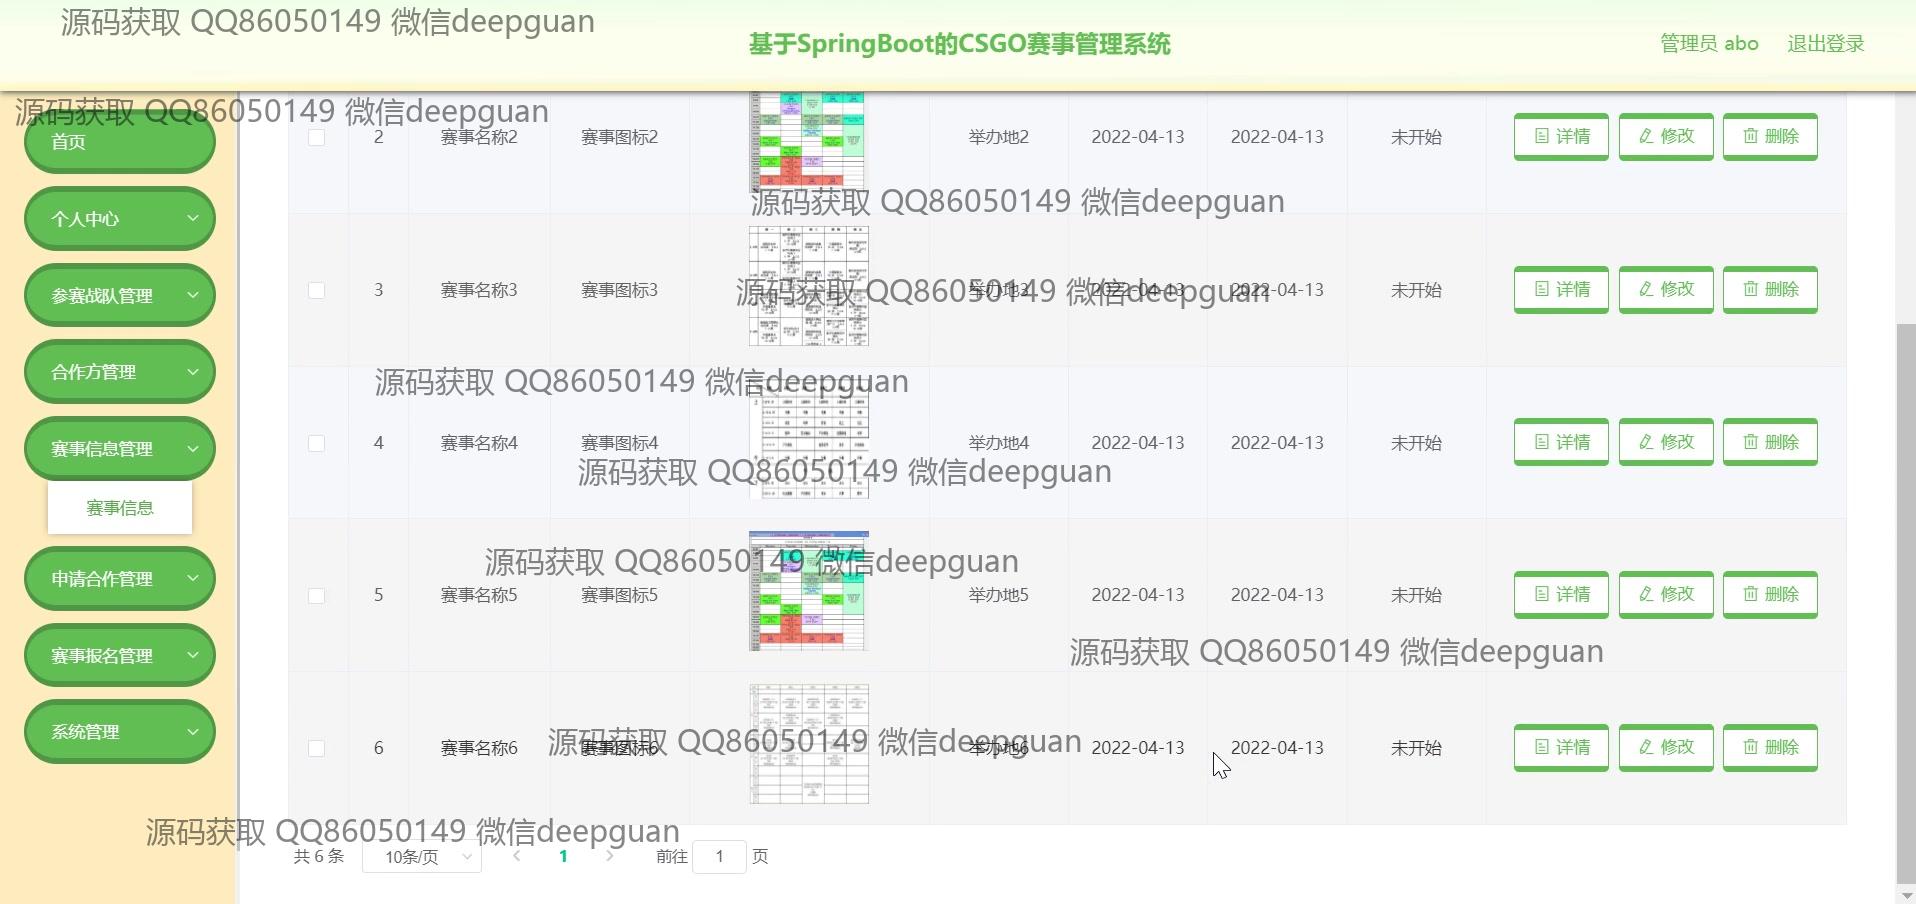 源码获取 QQ86050149 微信deepguan
基于SpringBoot的CSGO赛事管理系统
管理员 abo 退出登录
源码获取 QQ86050149 微信deepguan
首页
2 赛事名称2 赛事图标2 举办地2 2022-04-13 2022-04-13 未开始 详情 修改 删除
源码获取 QQ86050149 微信deepguan
个人中心
参赛战队管理
3 赛事名称3 赛事图标3 举办地3 2022-04-13 2022-04-13 未开始 详情 修改 删除
源码获取 QQ86050149 微信deepguan
合作方管理
源码获取 QQ86050149 微信deepguan
赛事信息管理
4 赛事名称4 赛事图标4 举办地4 2022-04-13 2022-04-13 未开始 详情 修改 删除
源码获取 QQ86050149 微信deepguan
赛事信息
源码获取 QQ86050149 微信deepguan
申请合作管理
5 赛事名称5 赛事图标5 举办地5 2022-04-13 2022-04-13 未开始 详情 修改 删除
赛事报名管理
源码获取 QQ86050149 微信deepguan
系统管理
6 赛事名称6 赛事图标6 举办地6 2022-04-13 2022-04-13 未开始 详情 修改 删除
源码获取 QQ86050149 微信deepguan
源码获取 QQ86050149 微信deepguan
共 6 条 10条/页 1 前往 1 页